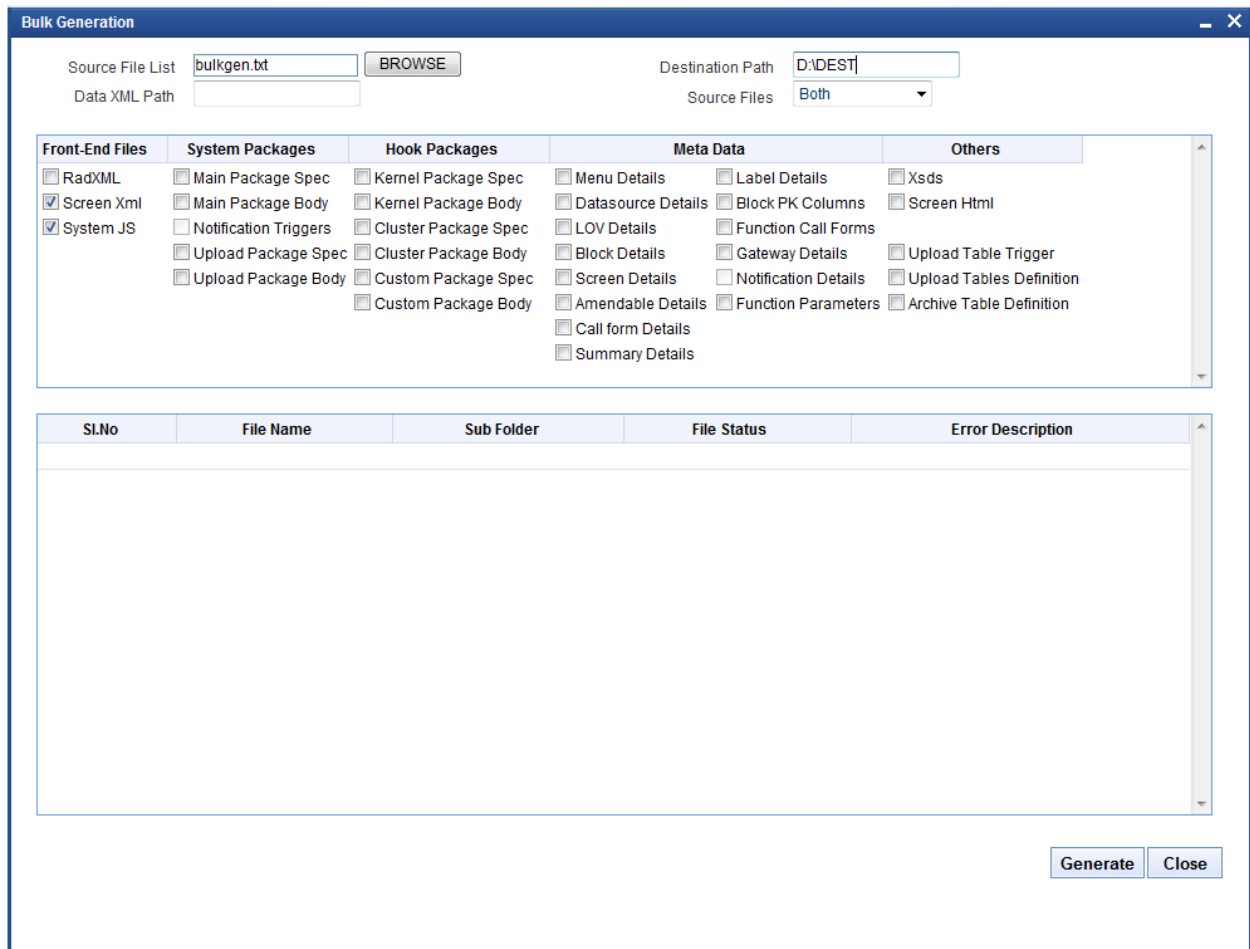 Bulk Generation
Source File List bulkgen.txt BROWSE Destination Path D:\DEST
Data XML Path Source Files Both
Front-End Files System Packages Hook Packages Meta Data Others
RadXML Main Package Spec Kernel Package Spec Menu Details Label Details Xsds
Screen Xml Main Package Body Kernel Package Body Datasource Details Block PK Columns Screen Html
System JS Notification Triggers Cluster Package Spec LOV Details Function Call Forms
Upload Package Spec Cluster Package Body Block Details Gateway Details Upload Table Trigger
Upload Package Body Custom Package Spec Screen Details Notification Details Upload Tables Definition
Custom Package Body Amendable Details Function Parameters Archive Table Definition
Call form Details
Summary Details
Sl.No File Name Sub Folder File Status Error Description
Generate Close